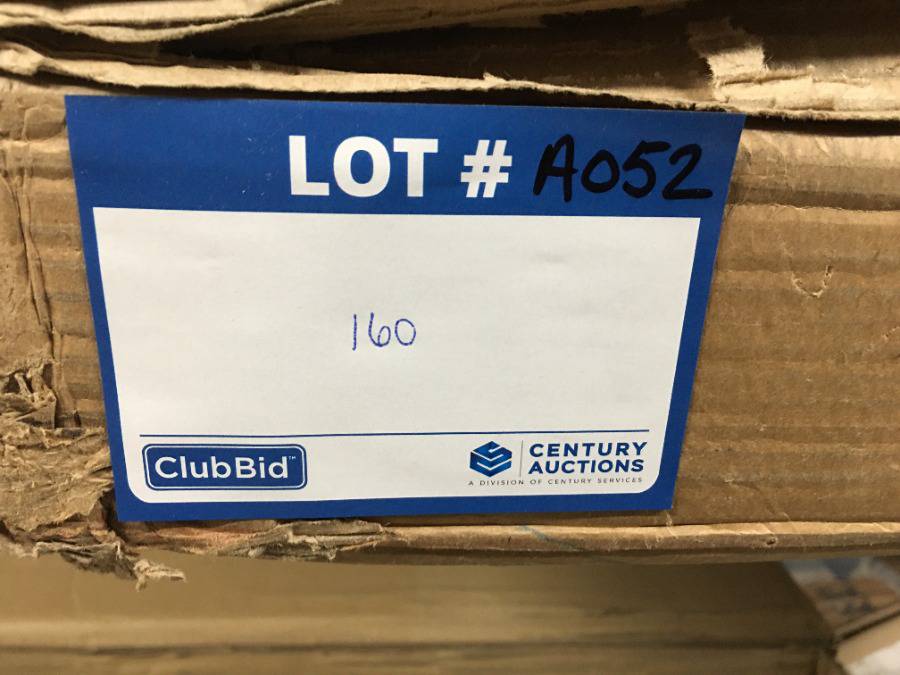 LOT # A052
160
ClubBid™
CENTURY
AUCTIONS
A DIVISION OF CENTURY SERVICES